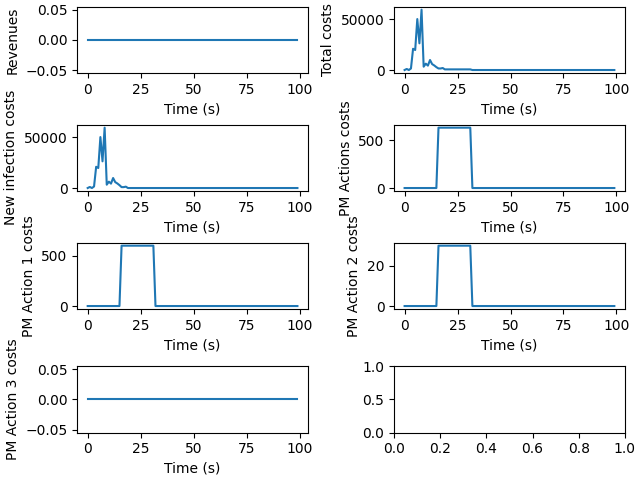 Revenues
0.05
0.00
−0.05
0 25 50 75 100
Time (s)
Total costs
50000
0
0 25 50 75 100
Time (s)
New infection costs
50000
0
0 25 50 75 100
Time (s)
PM Actions costs
500
0
0 25 50 75 100
Time (s)
PM Action 1 costs
500
0
0 25 50 75 100
Time (s)
PM Action 2 costs
20
0
0 25 50 75 100
Time (s)
PM Action 3 costs
0.05
0.00
−0.05
0 25 50 75 100
Time (s)
1.0
0.5
0.0
0.0 0.2 0.4 0.6 0.8 1.0